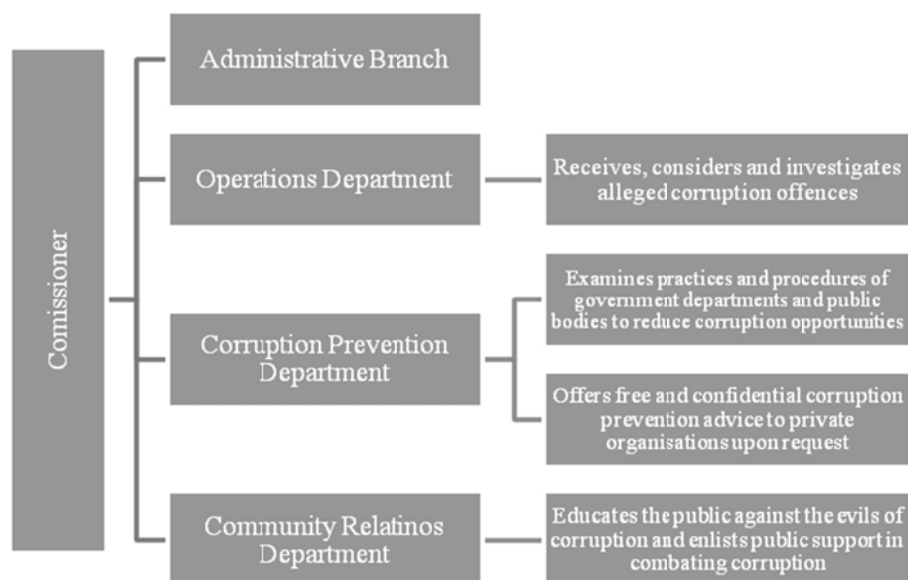 Comissioner
Administrative Branch
Operations Department
Receives, considers and investigates
alleged corruption offences
Corruption Prevention
Department
Examines practices and procedures of
government departments and public
bodies to reduce corruption opportunities
Offers free and confidential corruption
prevention advice to private
organisations upon request
Community Relatinos
Department
Educates the public against the evils of
corruption and enlists public support in
combating corruption